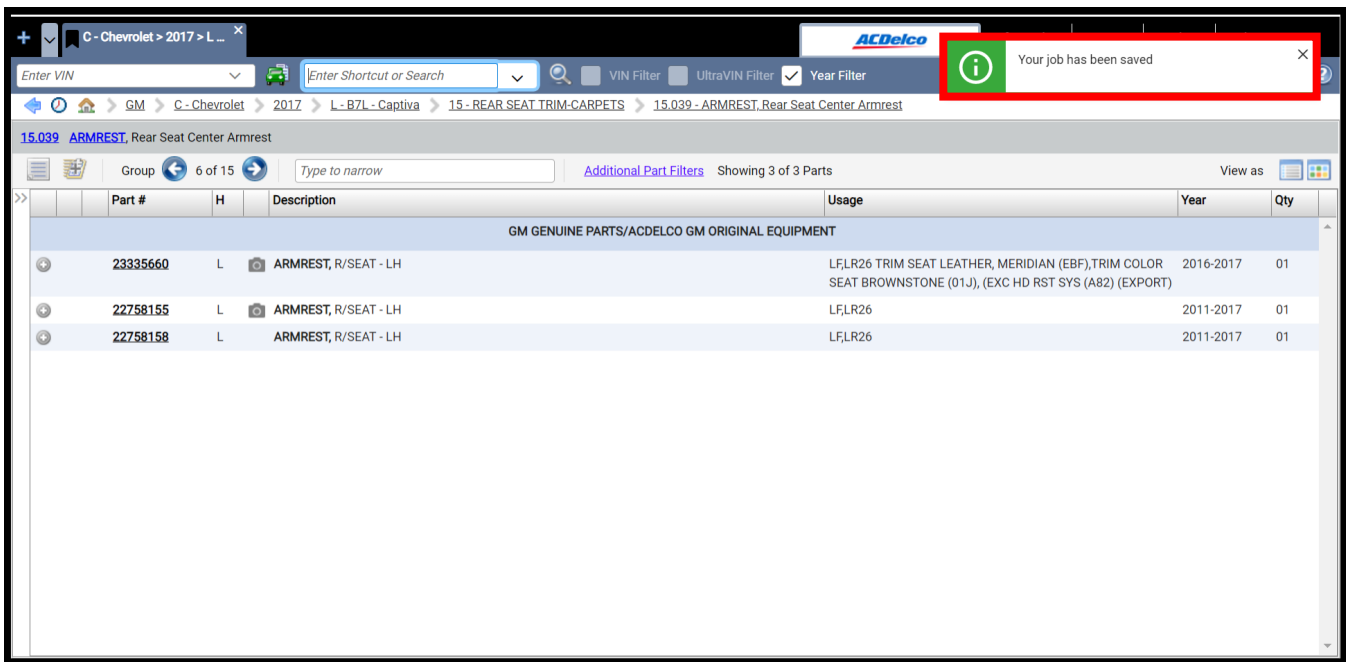 C - Chevrolet > 2017 > L ...
ACDelco
Your job has been saved
Enter VIN
Enter Shortcut or Search
VIN Filter
UltraVIN Filter
Year Filter
GM
C - Chevrolet
2017
L - B7L - Captiva
15 - REAR SEAT TRIM-CARPETS
15.039 - ARMREST, Rear Seat Center Armrest
15.039 ARMREST, Rear Seat Center Armrest
Group 6 of 15
Type to narrow
Additional Part Filters
Showing 3 of 3 Parts
View as
Part # H Description Usage Year Qty
GM GENUINE PARTS/ACDELCO GM ORIGINAL EQUIPMENT
23335660 L ARMREST, R/SEAT - LH LF,LR26 TRIM SEAT LEATHER, MERIDIAN (EBF),TRIM COLOR 2016-2017 01
SEAT BROWNSTONE (01J), (EXC HD RST SYS (A82) (EXPORT)
22758155 L ARMREST, R/SEAT - LH LF,LR26 2011-2017 01
22758158 L ARMREST, R/SEAT - LH LF,LR26 2011-2017 01